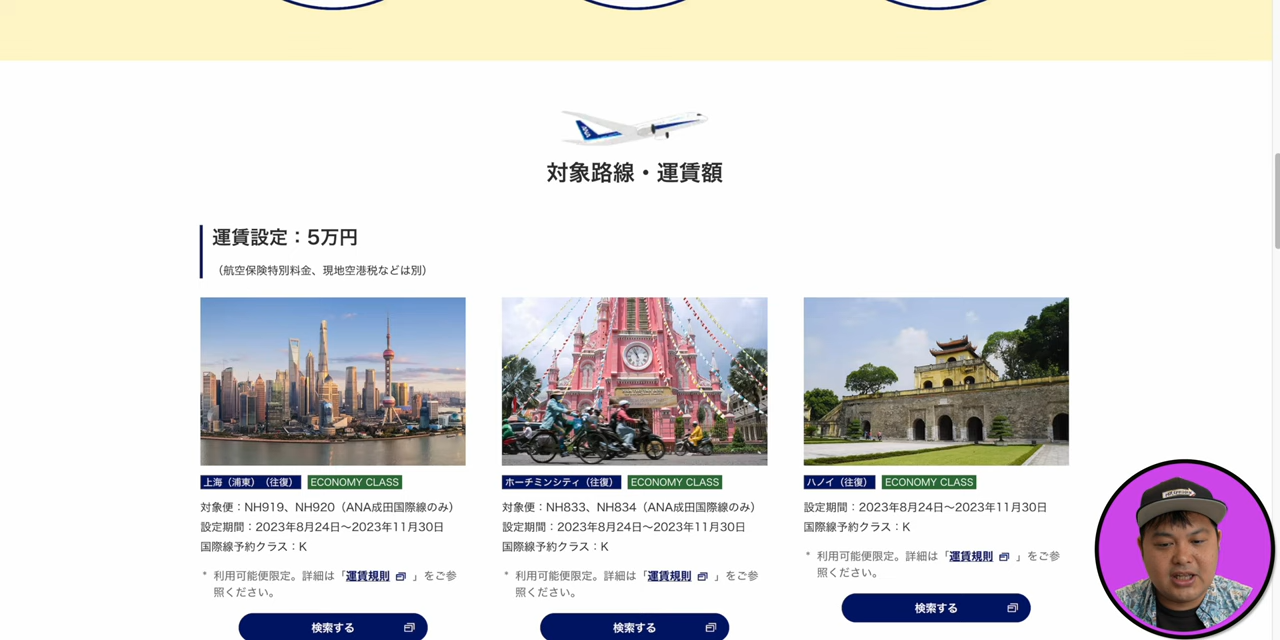 ANA
対象路線・運賃額
運賃設定：5万円
（航空保険特別料金、現地空港税などは別）
上海（浦東）（往復） ECONOMY CLASS
対象便：NH919、NH920（ANA成田国際線のみ）
設定期間：2023年8月24日〜2023年11月30日
国際線予約クラス：K
* 利用可能便限定。詳細は「運賃規則 」をご参
照ください。
検索する
ホーチミンシティ（往復） ECONOMY CLASS
対象便：NH833、NH834（ANA成田国際線のみ）
設定期間：2023年8月24日〜2023年11月30日
国際線予約クラス：K
* 利用可能便限定。詳細は「運賃規則 」をご参
照ください。
検索する
ハノイ（往復） ECONOMY CLASS
設定期間：2023年8月24日〜2023年11月30日
国際線予約クラス：K
* 利用可能便限定。詳細は「運賃規則 」をご参
照ください。
検索する